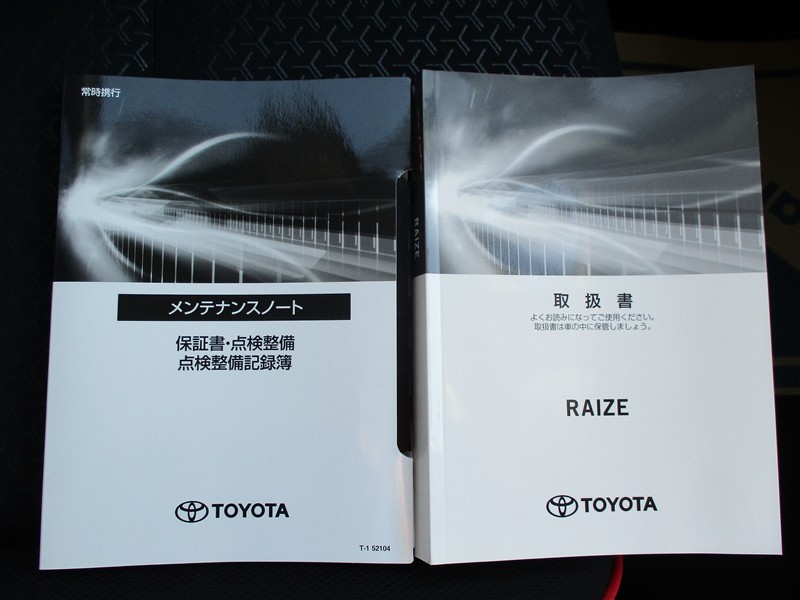 常時携行
メンテナンスノート
保証書・点検整備
点検整備記録簿
TOYOTA
T-1 52104
RAIZE
取扱書
よくお読みになってご使用ください。
取扱書は車の中に保管しましょう。
RAIZE
TOYOTA